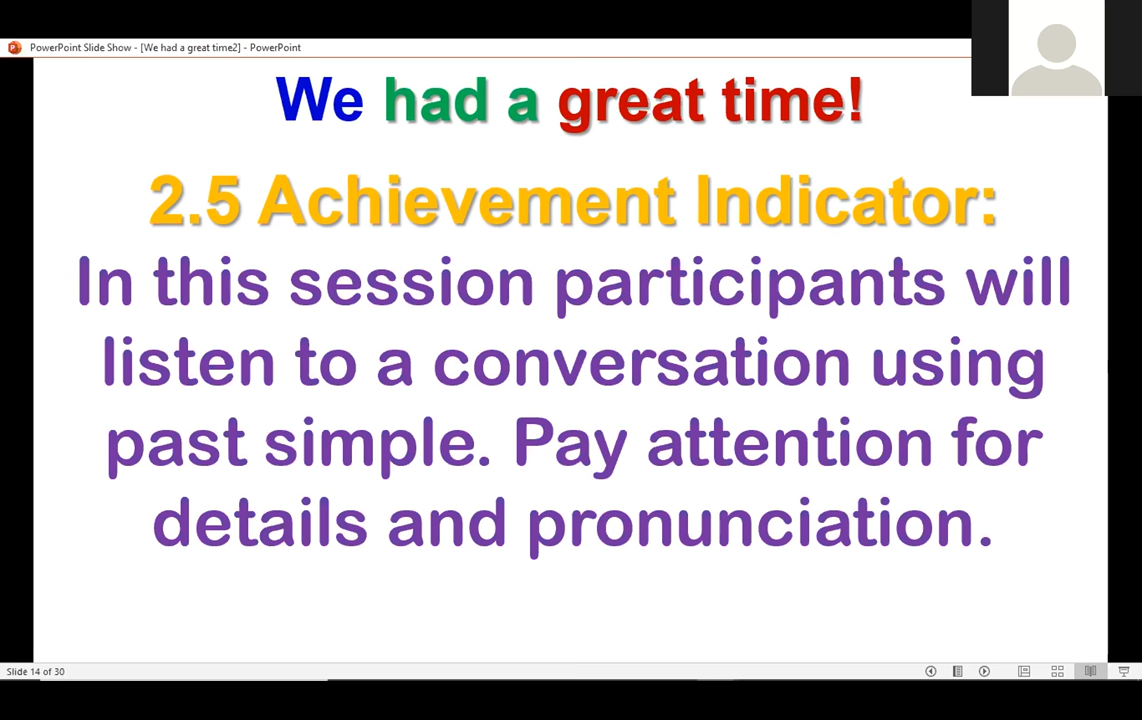 PowerPoint Slide Show - [We had a great time2] - PowerPoint
We had a great time!
2.5 Achievement Indicator:
In this session participants will
listen to a conversation using
past simple. Pay attention for
details and pronunciation.
Slide 14 of 30